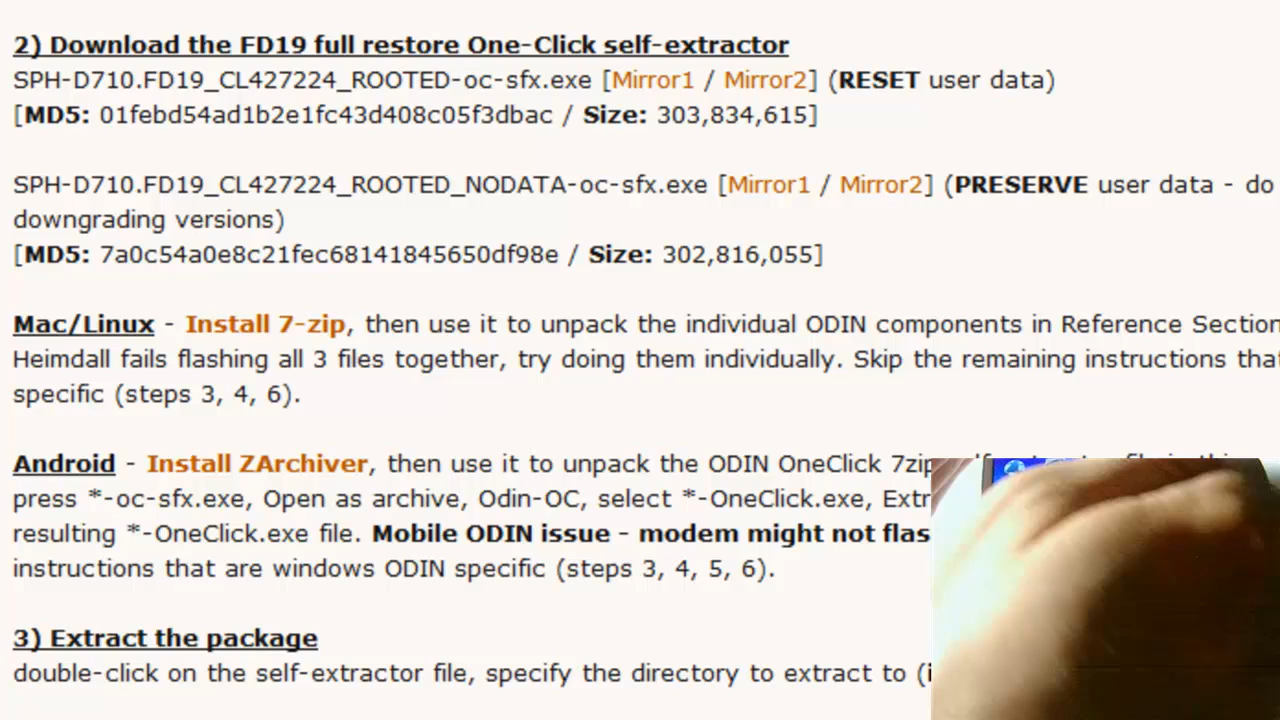 2) Download the FD19 full restore One-Click self-extractor
SPH-D710.FD19_CL427224_ROOTED-oc-sfx.exe [Mirror1 / Mirror2] (RESET user data)
[MD5: 01febd54ad1b2e1fc43d408c05f3dbac / Size: 303,834,615]
SPH-D710.FD19_CL427224_ROOTED_NODATA-oc-sfx.exe [Mirror1 / Mirror2] (PRESERVE user data - do
downgrading versions)
[MD5: 7a0c54a0e8c21fec68141845650df98e / Size: 302,816,055]
Mac/Linux - Install 7-zip, then use it to unpack the individual ODIN components in Reference Section
Heimdall fails flashing all 3 files together, try doing them individually. Skip the remaining instructions that
specific (steps 3, 4, 6).
Android - Install ZArchiver, then use it to unpack the ODIN OneClick 7zip
press *-oc-sfx.exe, Open as archive, Odin-OC, select *-OneClick.exe, Extr
resulting *-OneClick.exe file. Mobile ODIN issue - modem might not flas
instructions that are windows ODIN specific (steps 3, 4, 5, 6).
3) Extract the package
double-click on the self-extractor file, specify the directory to extract to (i